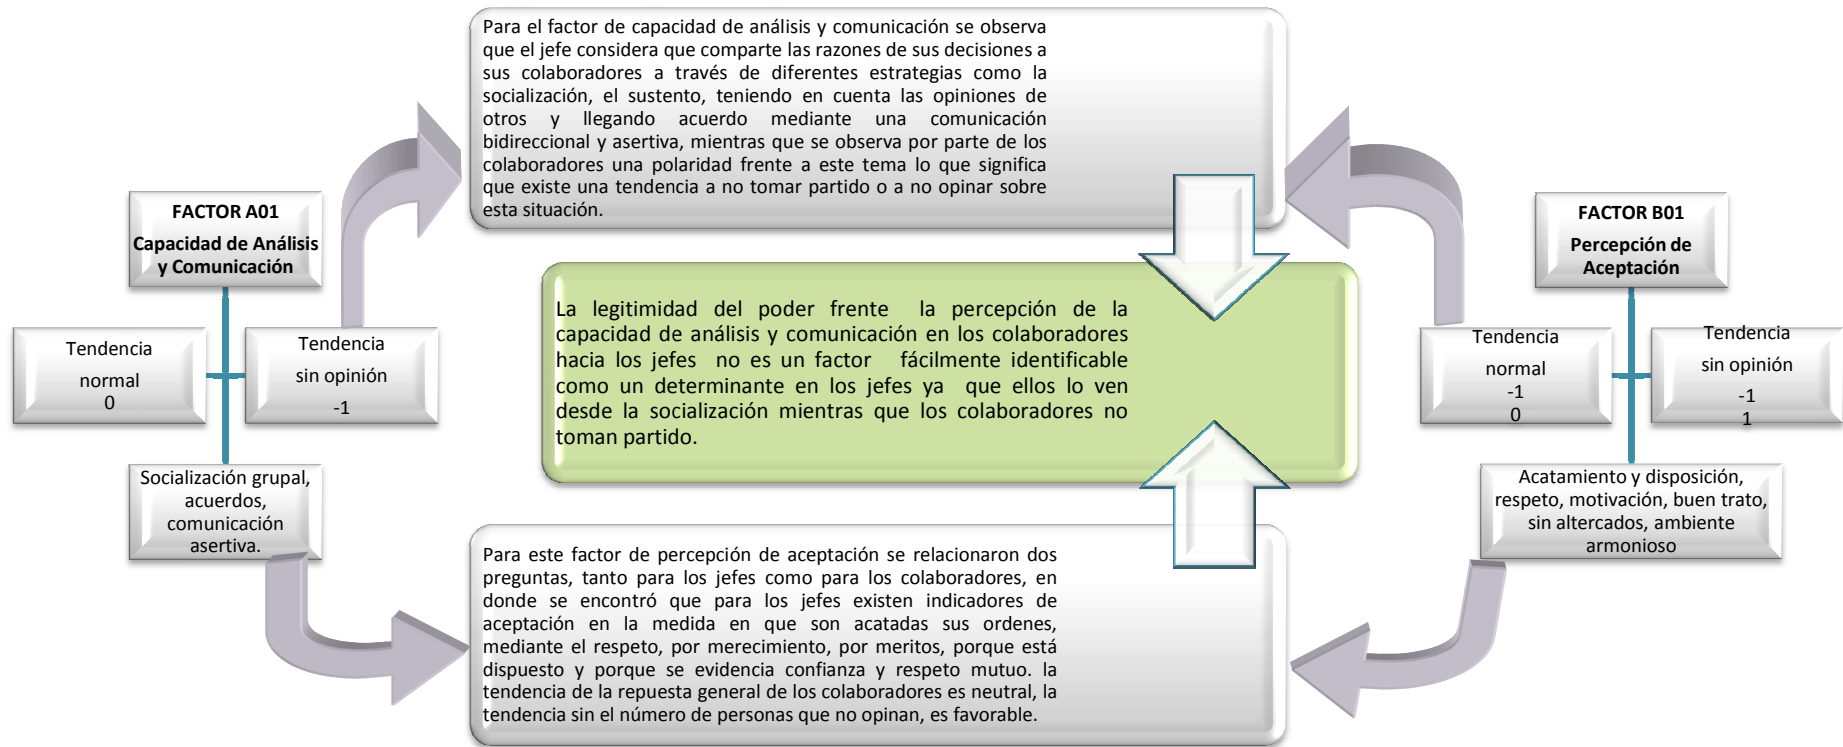 Para el factor de capacidad de análisis y comunicación se observa
que el jefe considera que comparte las razones de sus decisiones a
sus colaboradores a través de diferentes estrategias como la
socialización, el sustento, teniendo en cuenta las opiniones de
otros y llegando acuerdo mediante una comunicación
bidireccional y asertiva, mientras que se observa por parte de los
colaboradores una polaridad frente a este tema lo que significa
que existe una tendencia a no tomar partido o a no opinar sobre
esta situación.
FACTOR A01
Capacidad de Análisis
y Comunicación
Tendencia
normal
0
Tendencia
sin opinión
-1
Socialización grupal,
acuerdos,
comunicación
asertiva.
La legitimidad del poder frente la percepción de la
capacidad de análisis y comunicación en los colaboradores
hacia los jefes no es un factor fácilmente identificable
como un determinante en los jefes ya que ellos lo ven
desde la socialización mientras que los colaboradores no
toman partido.
FACTOR B01
Percepción de
Aceptación
Tendencia
normal
-1
0
Tendencia
sin opinión
-1
1
Acatamiento y disposición,
respeto, motivación, buen trato,
sin altercados, ambiente
armonioso
Para este factor de percepción de aceptación se relacionaron dos
preguntas, tanto para los jefes como para los colaboradores, en
donde se encontró que para los jefes existen indicadores de
aceptación en la medida en que son acatadas sus ordenes,
mediante el respeto, por merecimiento, por meritos, porque está
dispuesto y porque se evidencia confianza y respeto mutuo. la
tendencia de la repuesta general de los colaboradores es neutral, la
tendencia sin el número de personas que no opinan, es favorable.